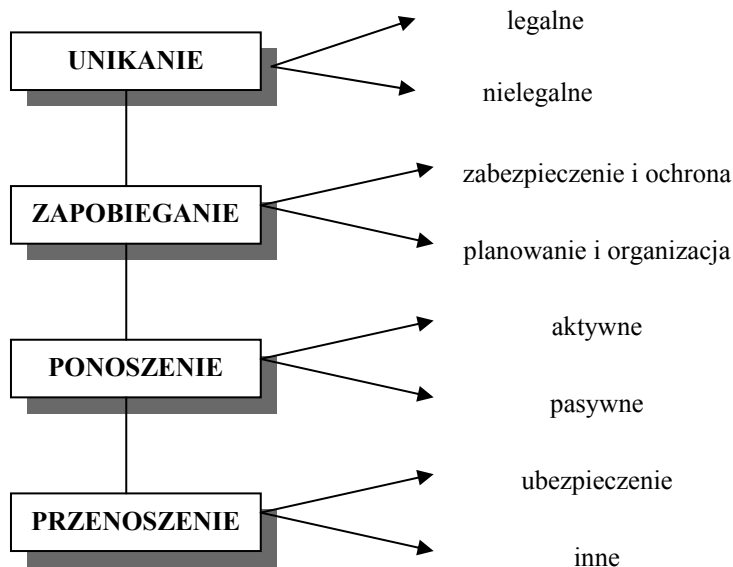 UNIKANIE
legalne
nielegalne
ZAPOBIEGANIE
zabezpieczenie i ochrona
planowanie i organizacja
PONOSZENIE
aktywne
pasywne
PRZENOSZENIE
ubezpieczenie
inne